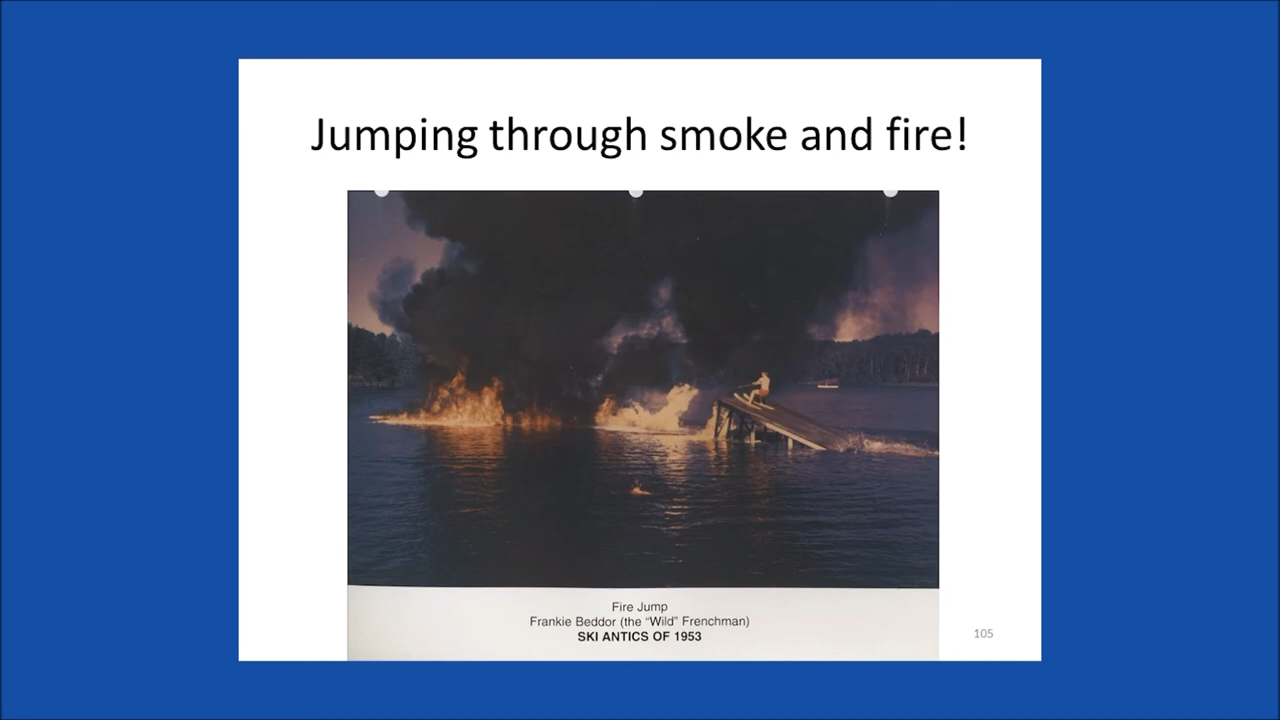 Jumping through smoke and fire!
Fire Jump
Frankie Beddor (the “Wild” Frenchman)
SKI ANTICS OF 1953
105